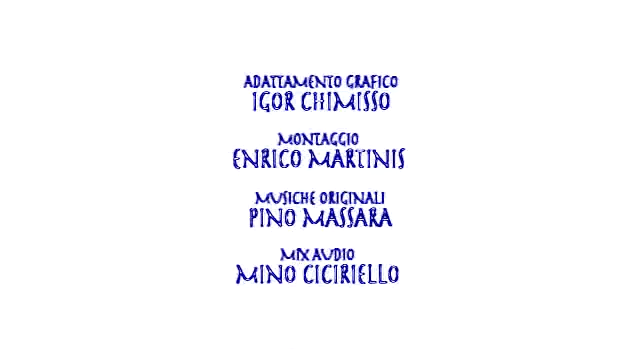 ADATTAMENTO GRAFICO
IGOR CHIMISSO
MONTAGGIO
ENRICO MARTINIS
MUSICHE ORIGINALI
PINO MASSARA
MIX AUDIO
MINO CICIRIELLO